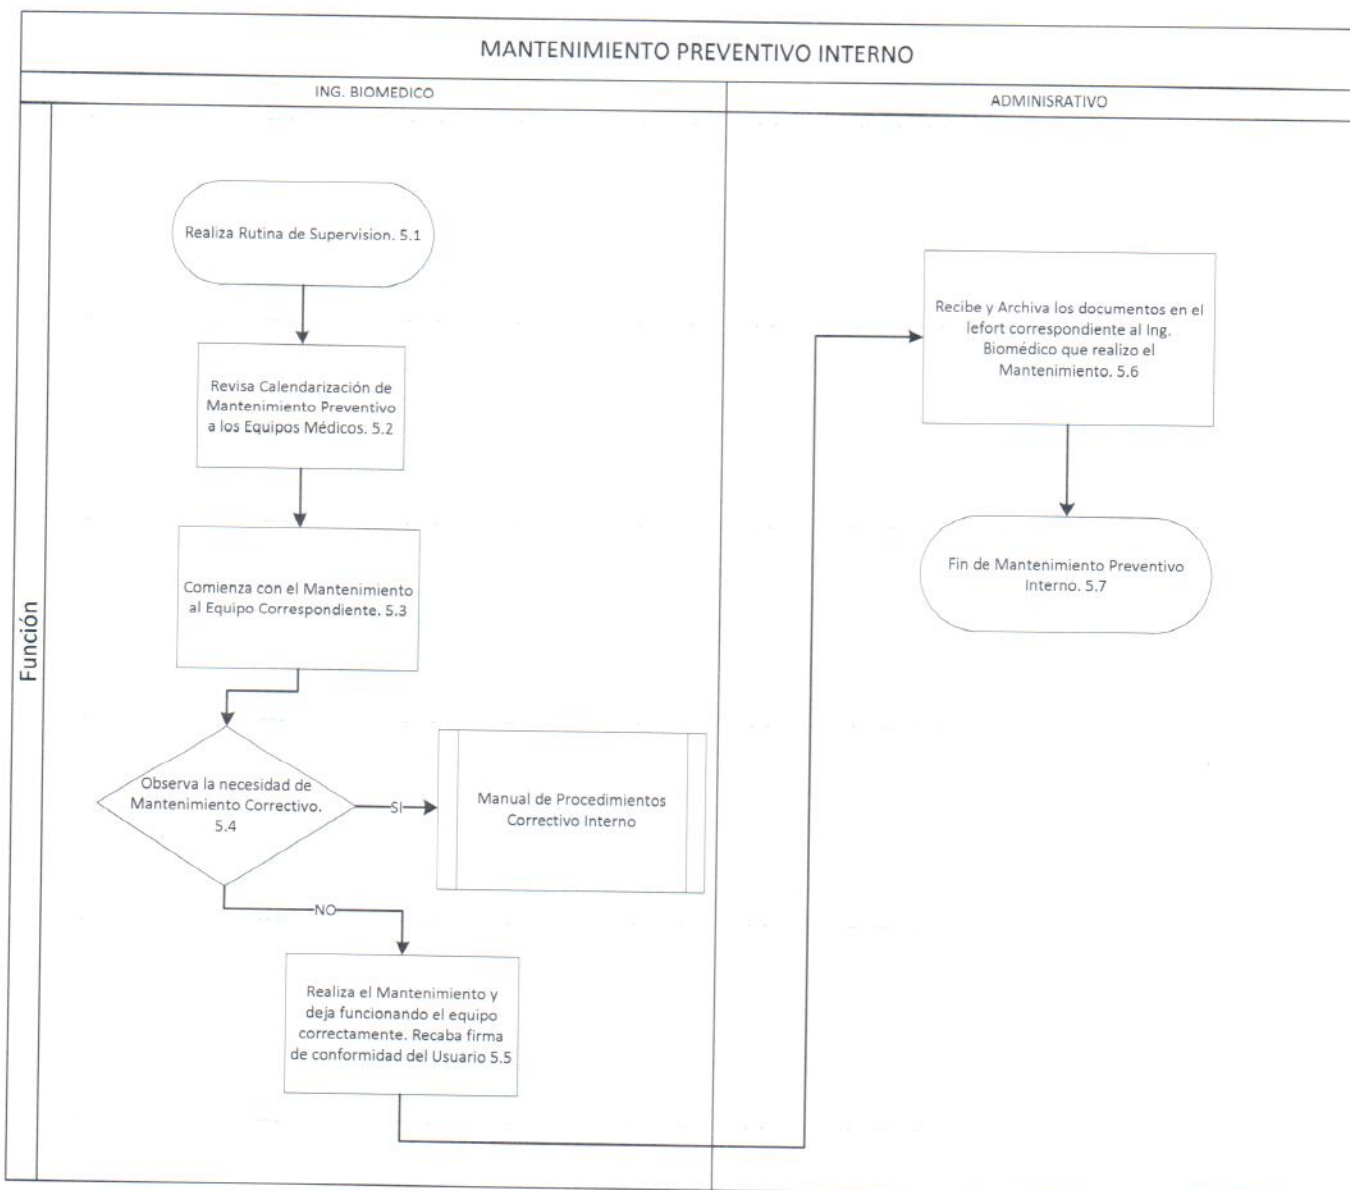 MANTENIMIENTO PREVENTIVO INTERNO
ING. BIOMEDICO
ADMINISRATIVO
Función
Realiza Rutina de Supervision. 5.1
Revisa Calendarización de
Mantenimiento Preventivo
a los Equipos Médicos. 5.2
Comienza con el Mantenimiento
al Equipo Correspondiente. 5.3
Observa la necesidad de
Mantenimiento Correctivo.
5.4
SI
Manual de Procedimientos
Correctivo Interno
NO
Realiza el Mantenimiento y
deja funcionando el equipo
correctamente. Recaba firma
de conformidad del Usuario 5.5
Recibe y Archiva los documentos en el
lefort correspondiente al Ing.
Biomédico que realizo el
Mantenimiento. 5.6
Fin de Mantenimiento Preventivo
Interno. 5.7